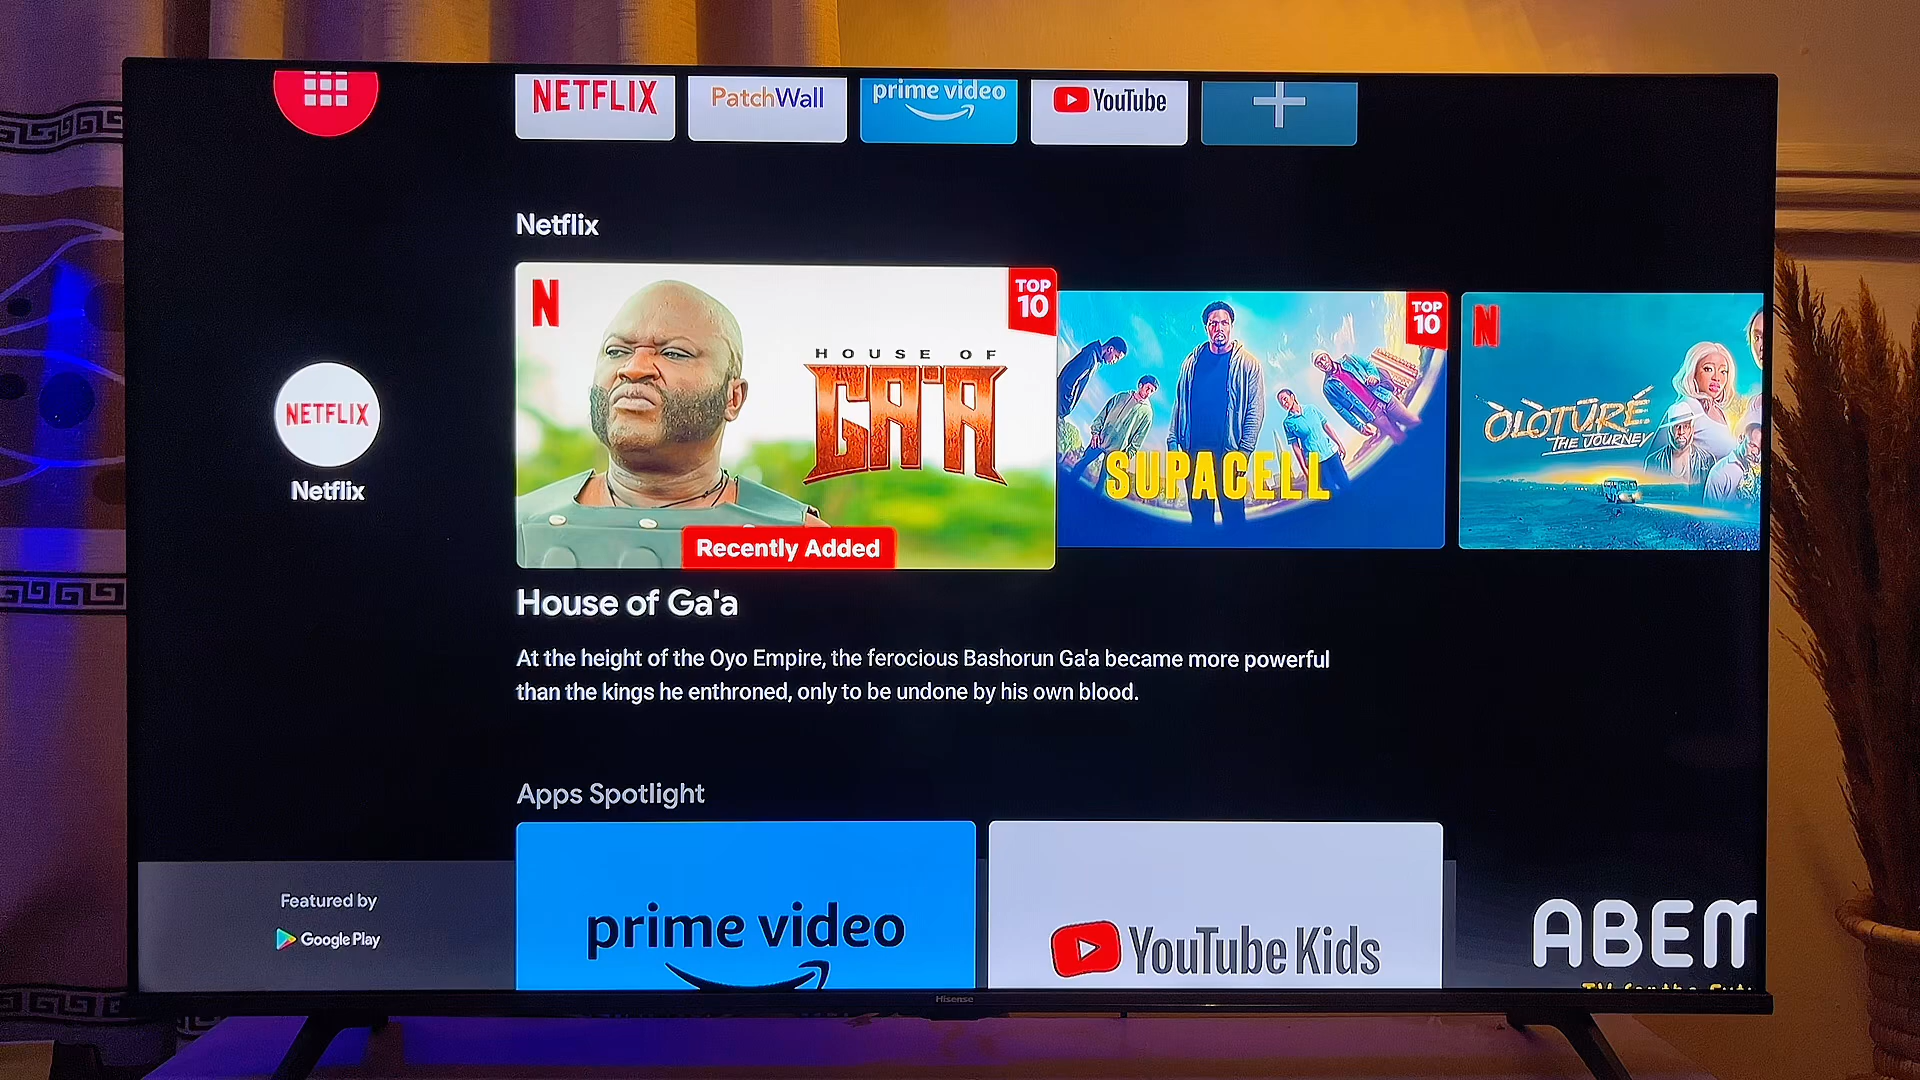 NETFLIX
PatchWall
prime video
YouTube
Netflix
N
TOP
10
HOUSE OF
GA'A
Recently Added
TOP
10
SUPACELL
N
ÒLÒTŪRÉ
THE JOURNEY
NETFLIX
Netflix
House of Ga'a
At the height of the Oyo Empire, the ferocious Bashorun Ga'a became more powerful
than the kings he enthroned, only to be undone by his own blood.
Apps Spotlight
Featured by
Google Play
prime video
YouTube Kids
ABEM
Hisense